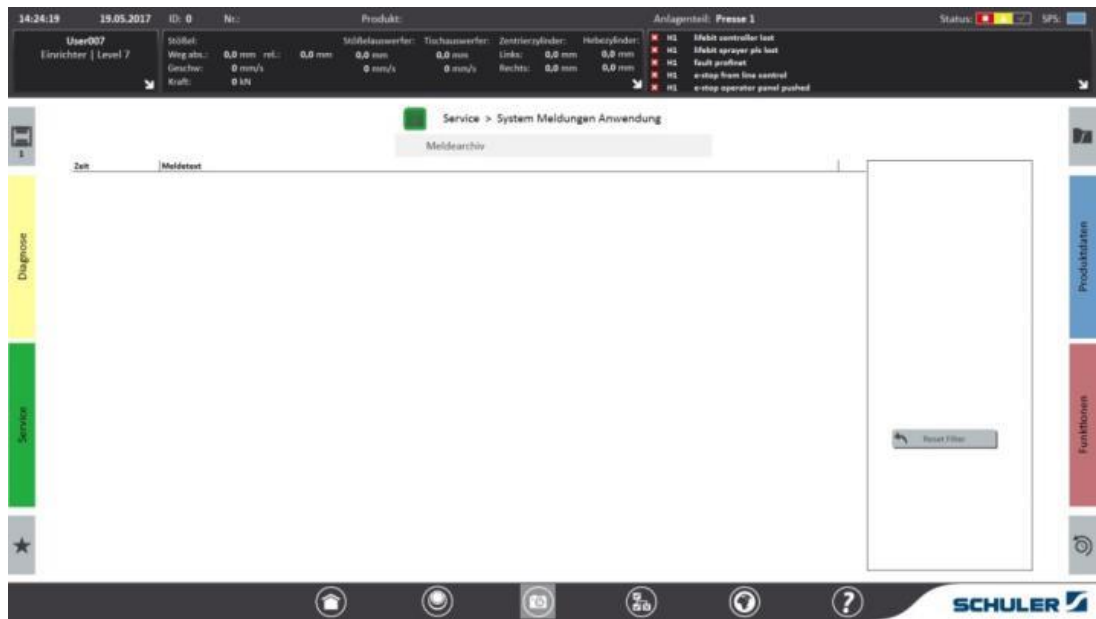 14:24:19 19.05.2017 ID: 0 Nr.: Produkt: Anlagenteil: Presse 1 Status: SPS:
User007
Einrichter | Level 7
Stößel:
Weg abs.: 0,0 mm rel.: 0,0 mm
Geschw: 0 mm/s
Kraft: 0 kN
Stößelauswerfer:
0,0 mm
0 mm/s
Tischauswerfer:
0,0 mm
0 mm/s
Zentrierzylinder:
Links: 0,0 mm
Rechts: 0,0 mm
Hebezylinder:
0,0 mm
0,0 mm
H1 lifebit controller lost
H1 lifebit sprayer pls lost
H1 fault profinet
H1 e-stop from line control
H1 e-stop operator panel pushed
Service > System Meldungen Anwendung
Meldearchiv
Zeit Meldetext
1
Diagnose
Service
Produktdaten
Funktionen
Reset Filter
SCHULER